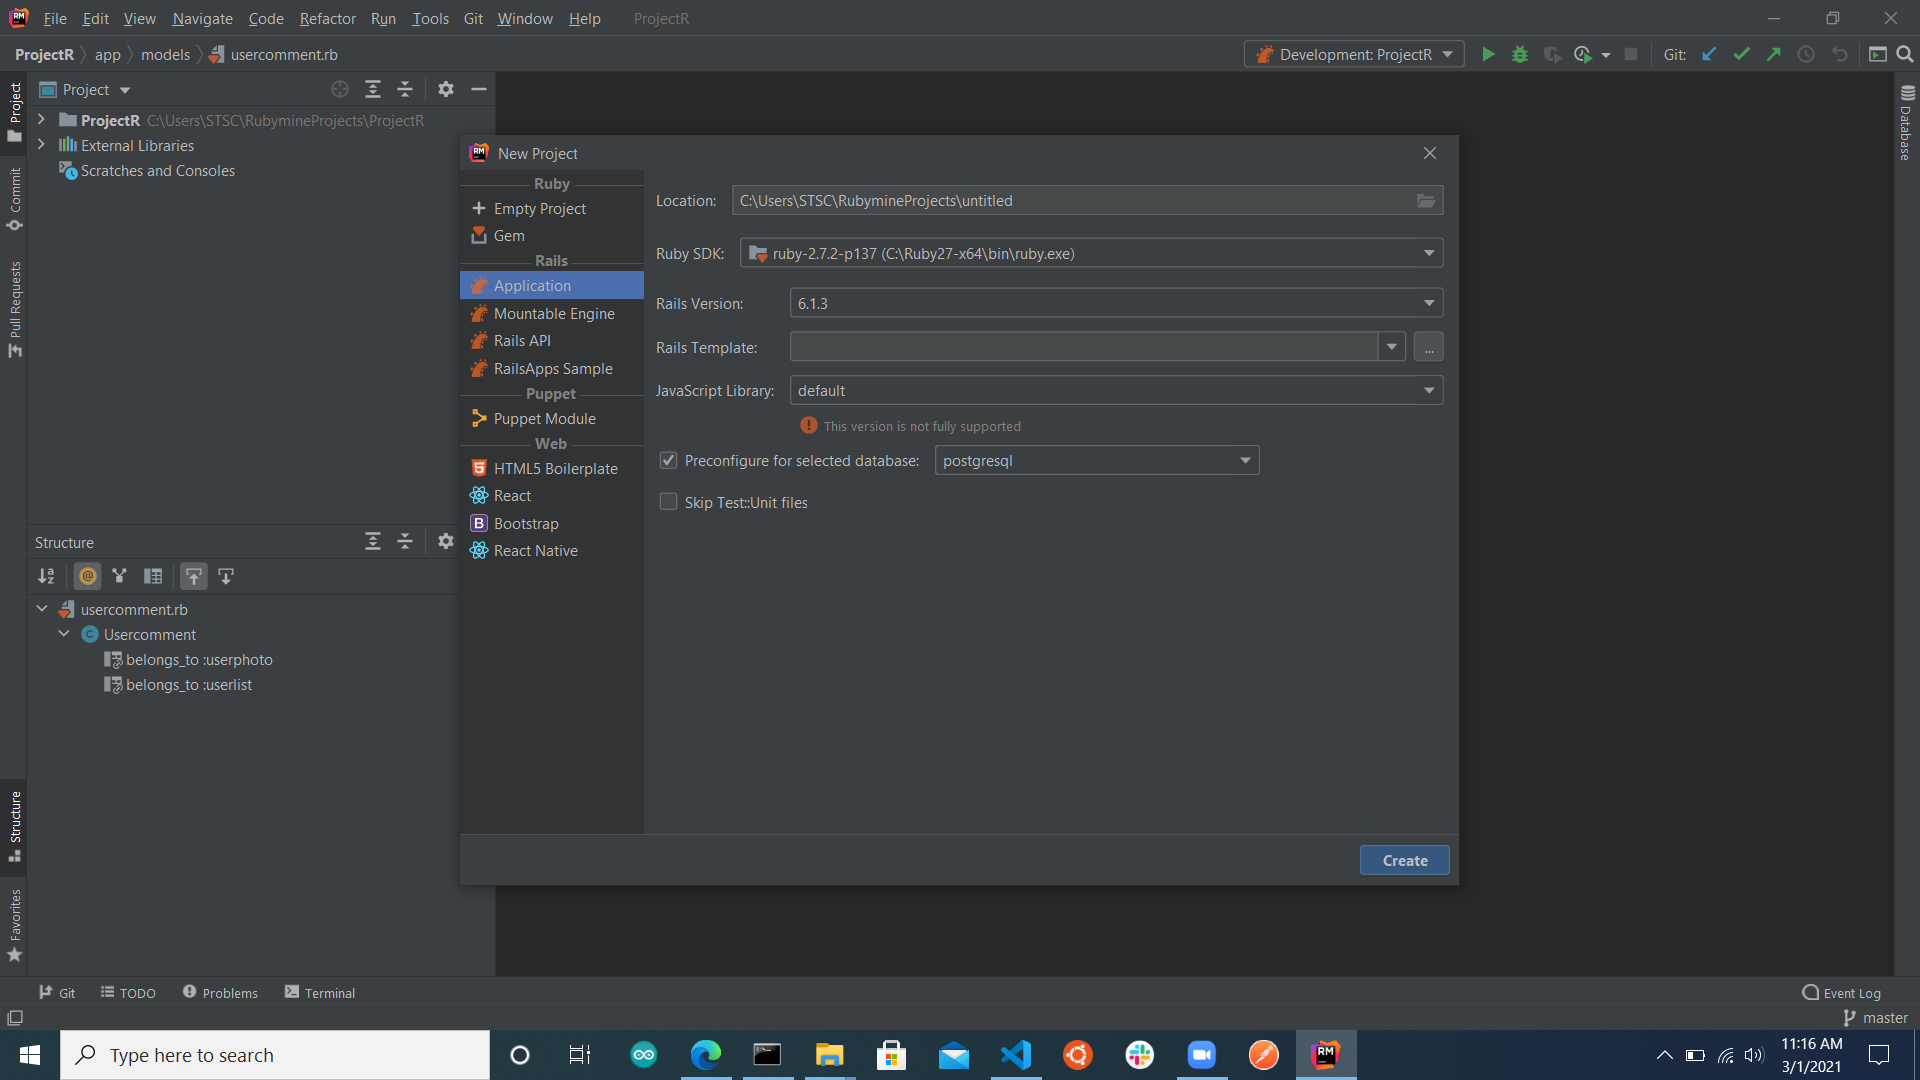 File Edit View Navigate Code Refactor Run Tools Git Window Help ProjectR
ProjectR app models usercomment.rb
Development: ProjectR
Git:
Project
ProjectR C:\Users\STSC\RubymineProjects\ProjectR
External Libraries
Scratches and Consoles
Project
Commit
Pull Requests
Structure
Favorites
Database
New Project
Ruby
Empty Project
Gem
Rails
Application
Mountable Engine
Rails API
RailsApps Sample
Puppet
Puppet Module
Web
HTML5 Boilerplate
React
Bootstrap
React Native
Location: C:\Users\STSC\RubymineProjects\untitled
Ruby SDK: ruby-2.7.2-p137 (C:\Ruby27-x64\bin\ruby.exe)
Rails Version: 6.1.3
Rails Template:
...
JavaScript Library: default
This version is not fully supported
Preconfigure for selected database: postgresql
Skip Test::Unit files
Create
Structure
usercomment.rb
Usercomment
belongs_to :userphoto
belongs_to :userlist
Git TODO Problems Terminal
Event Log
master
Type here to search
11:16 AM
3/1/2021